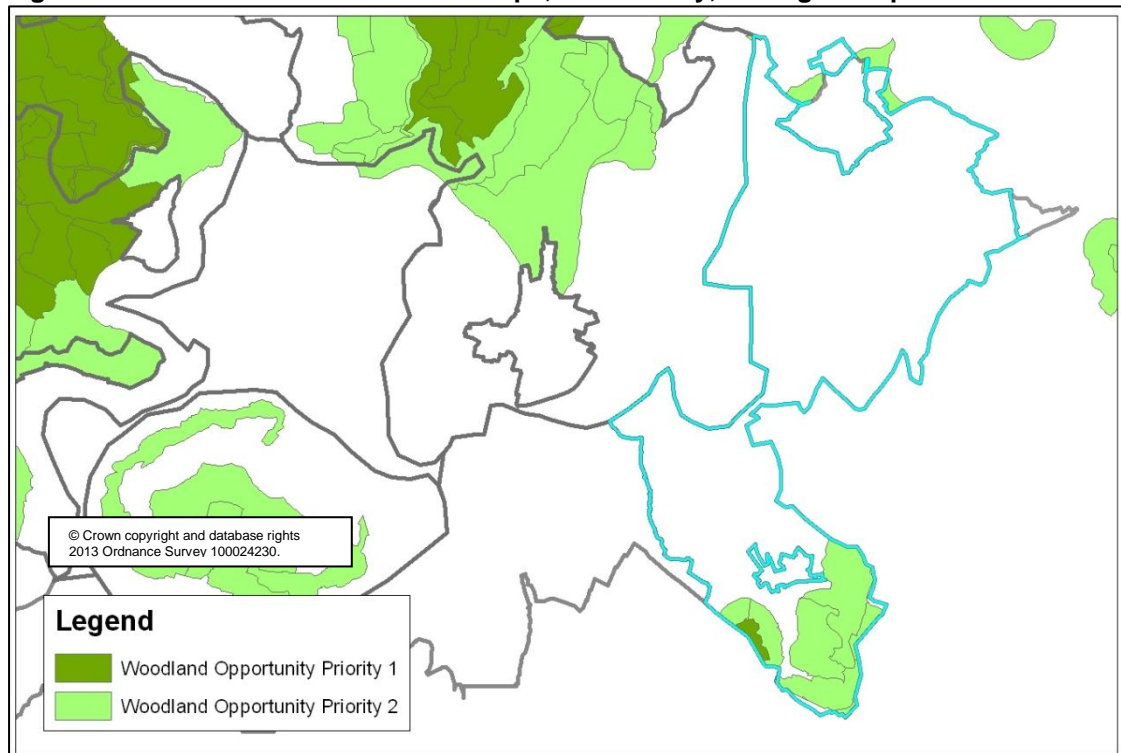 © Crown copyright and database rights
2013 Ordnance Survey 100024230.
Legend
Woodland Opportunity Priority 1
Woodland Opportunity Priority 2